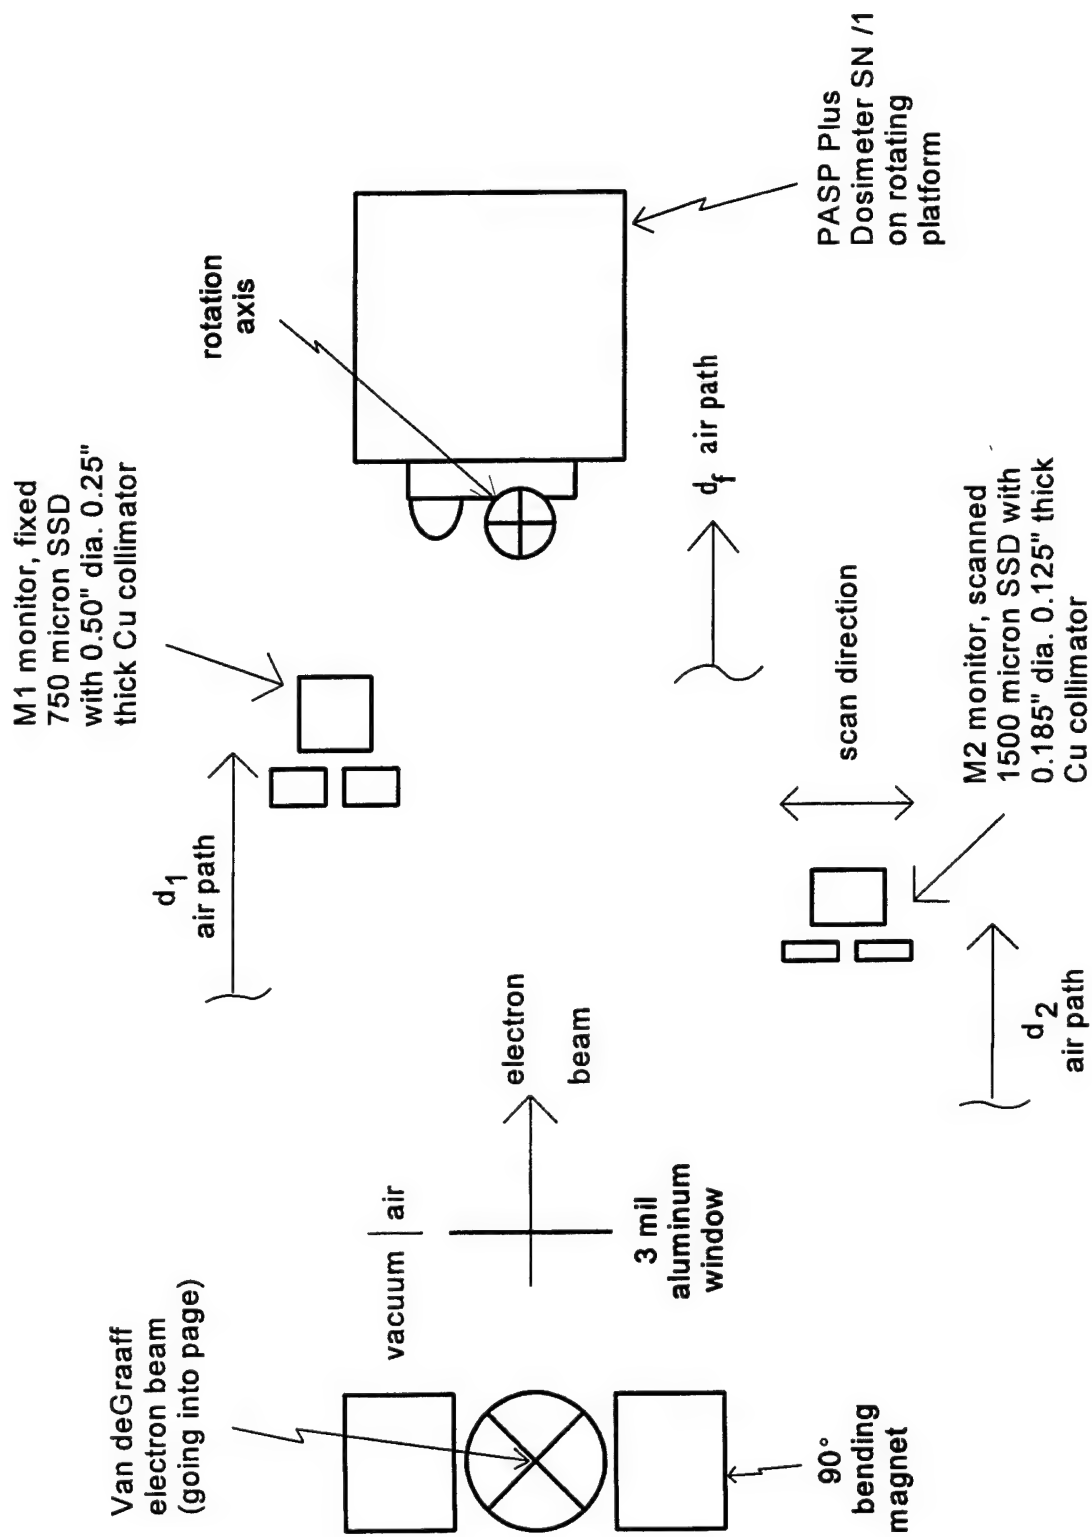 Van deGraaff
electron beam
(going into page)
vacuum | air
3 mil
aluminum
window
90°
bending
magnet
electron
beam
d1
air path
M1 monitor, fixed
750 micron SSD
with 0.50" dia. 0.25"
thick Cu collimator
rotation
axis
df air path
scan direction
d2
air path
M2 monitor, scanned
1500 micron SSD with
0.185" dia. 0.125" thick
Cu collimator
PASP Plus
Dosimeter SN /1
on rotating
platform